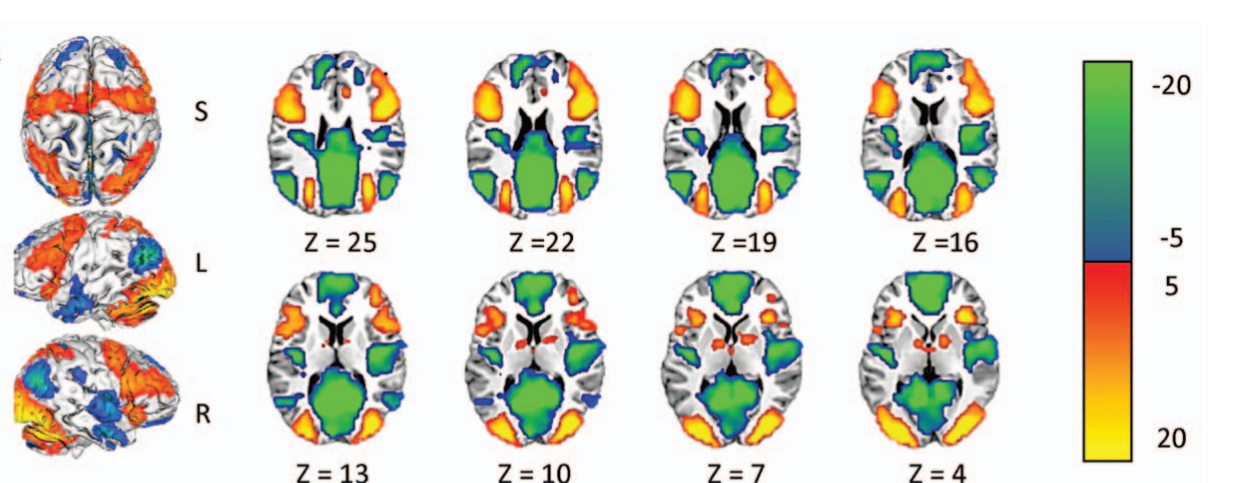 S
L
R
Z = 25
Z =22
Z =19
Z =16
Z = 13
Z = 10
Z = 7
Z = 4
-20
-5
5
20